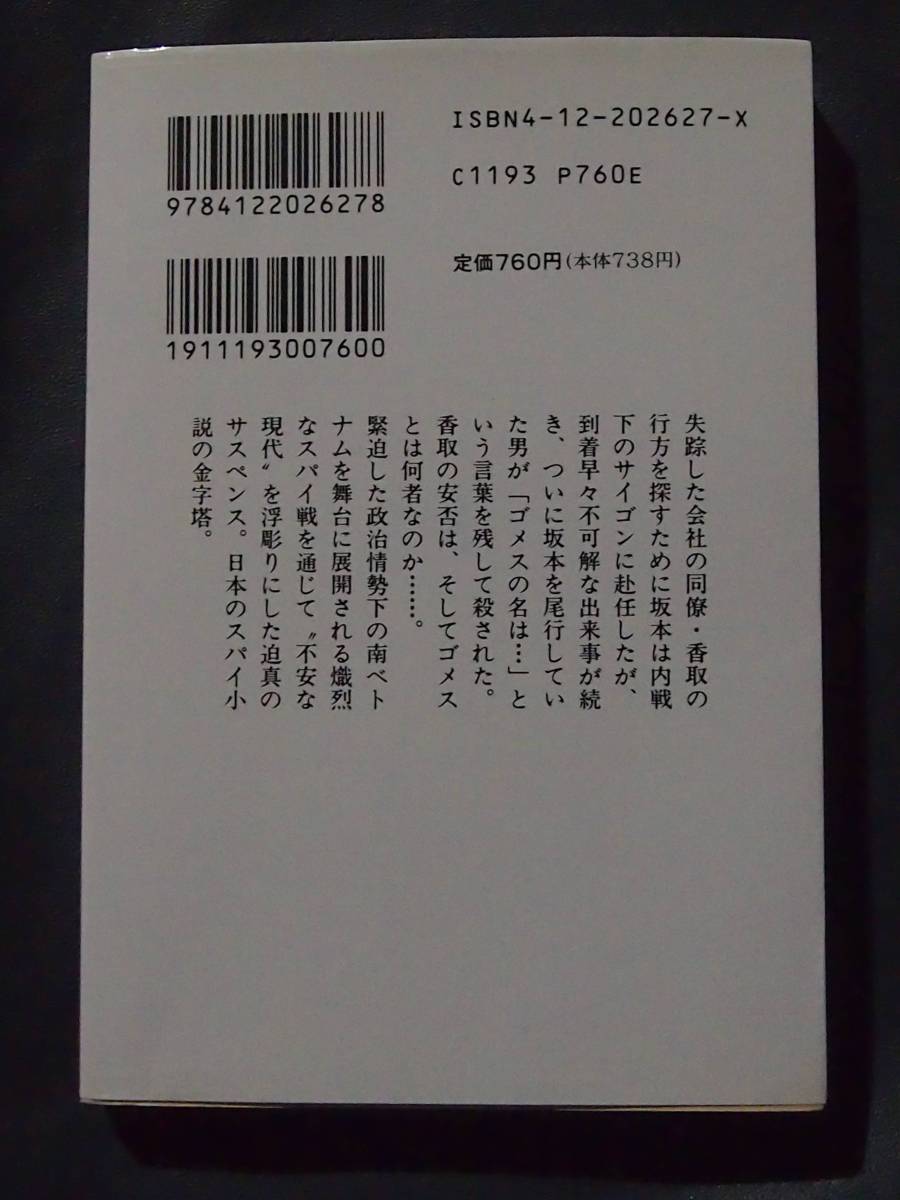 ISBN4-12-202627-X
C1193 P760E
9784122026278
定価760円(本体738円)
1911193007600
失踪した会社の同僚・香取の
行方を探すために坂本は内戦
下のサイゴンに赴任したが、
到着早々不可解な出来事が続
き、ついに坂本を尾行してい
た男が「ゴメスの名は…」と
いう言葉を残して殺された。
香取の安否は、そしてゴメス
とは何者なのか……。
緊迫した政治情勢下の南ベト
ナムを舞台に展開される熾烈
なスパイ戦を通じて〝不安な
現代〟を浮彫りにした迫真の
サスペンス。日本のスパイ小
説の金字塔。